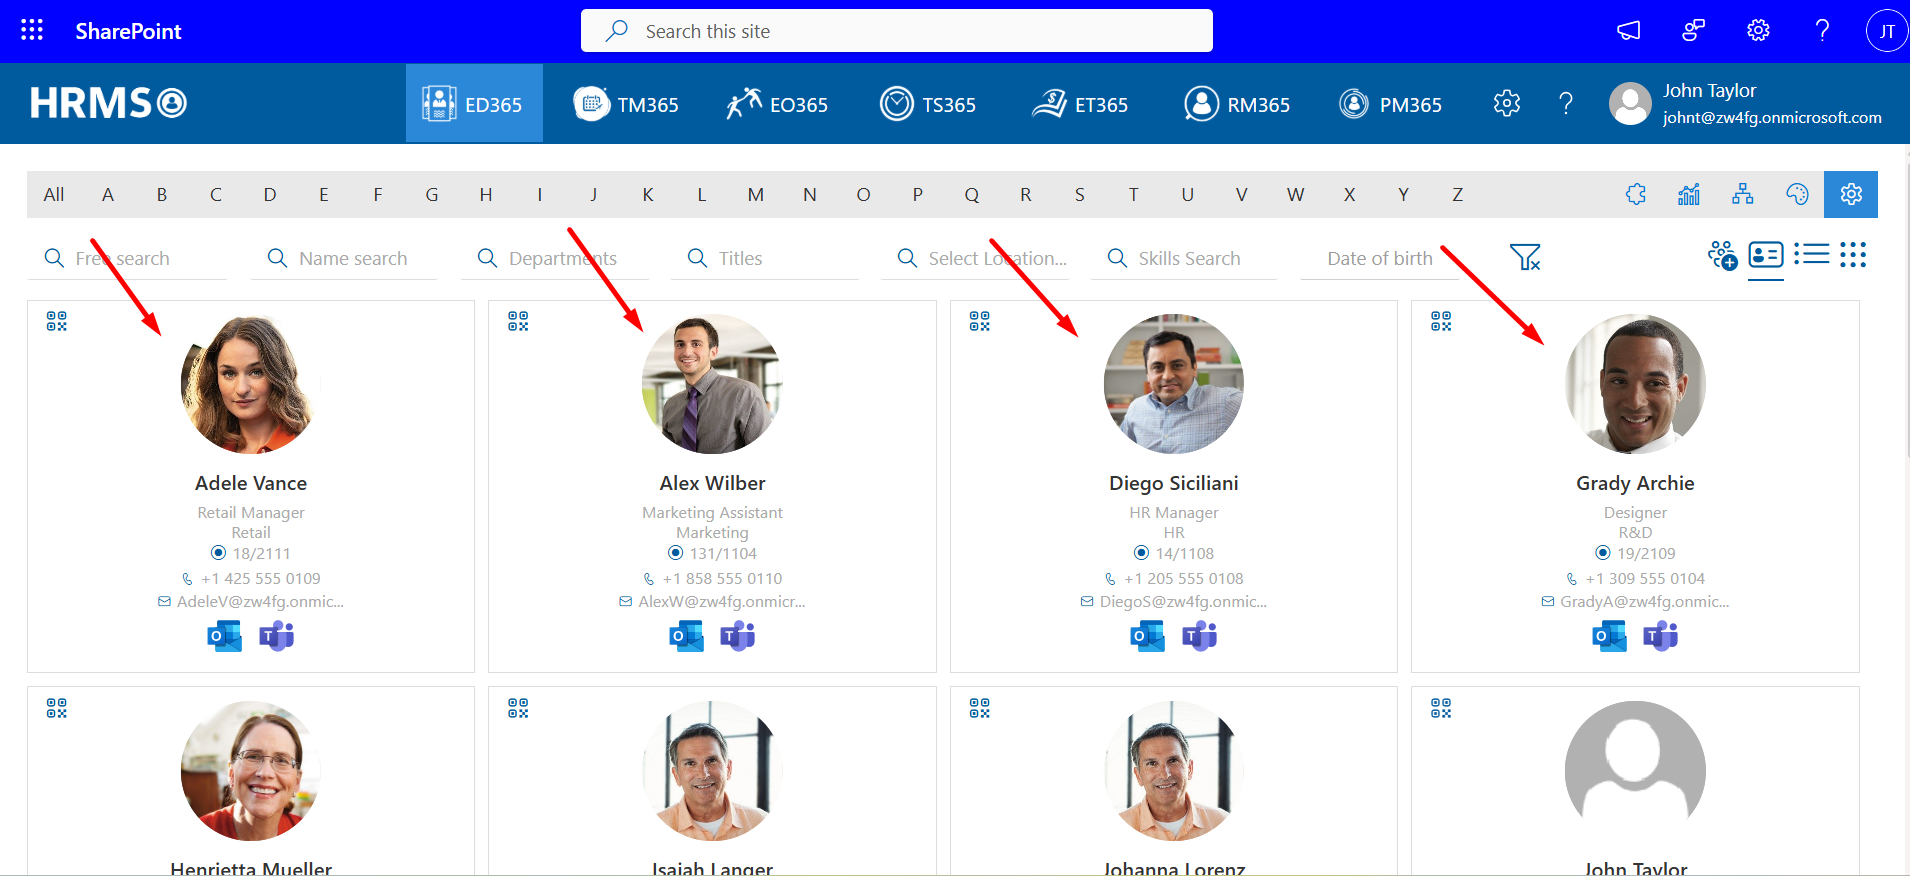 SharePoint
Search this site
JT
HRMS
ED365
TM365
EO365
TS365
ET365
RM365
PM365
John Taylor
johnt@zw4fg.onmicrosoft.com
All A B C D E F G H I J K L M N O P Q R S T U V W X Y Z
Free search
Name search
Departments
Titles
Select Location...
Skills Search
Date of birth
Adele Vance
Retail Manager
Retail
18/2111
+1 425 555 0109
AdeleV@zw4fg.onmic...
Alex Wilber
Marketing Assistant
Marketing
131/1104
+1 858 555 0110
AlexW@zw4fg.onmicr...
Diego Siciliani
HR Manager
HR
14/1108
+1 205 555 0108
DiegoS@zw4fg.onmic...
Grady Archie
Designer
R&D
19/2109
+1 309 555 0104
GradyA@zw4fg.onmic...
Henrietta Mueller
Isaiah Langer
Johanna Lorenz
John Taylor